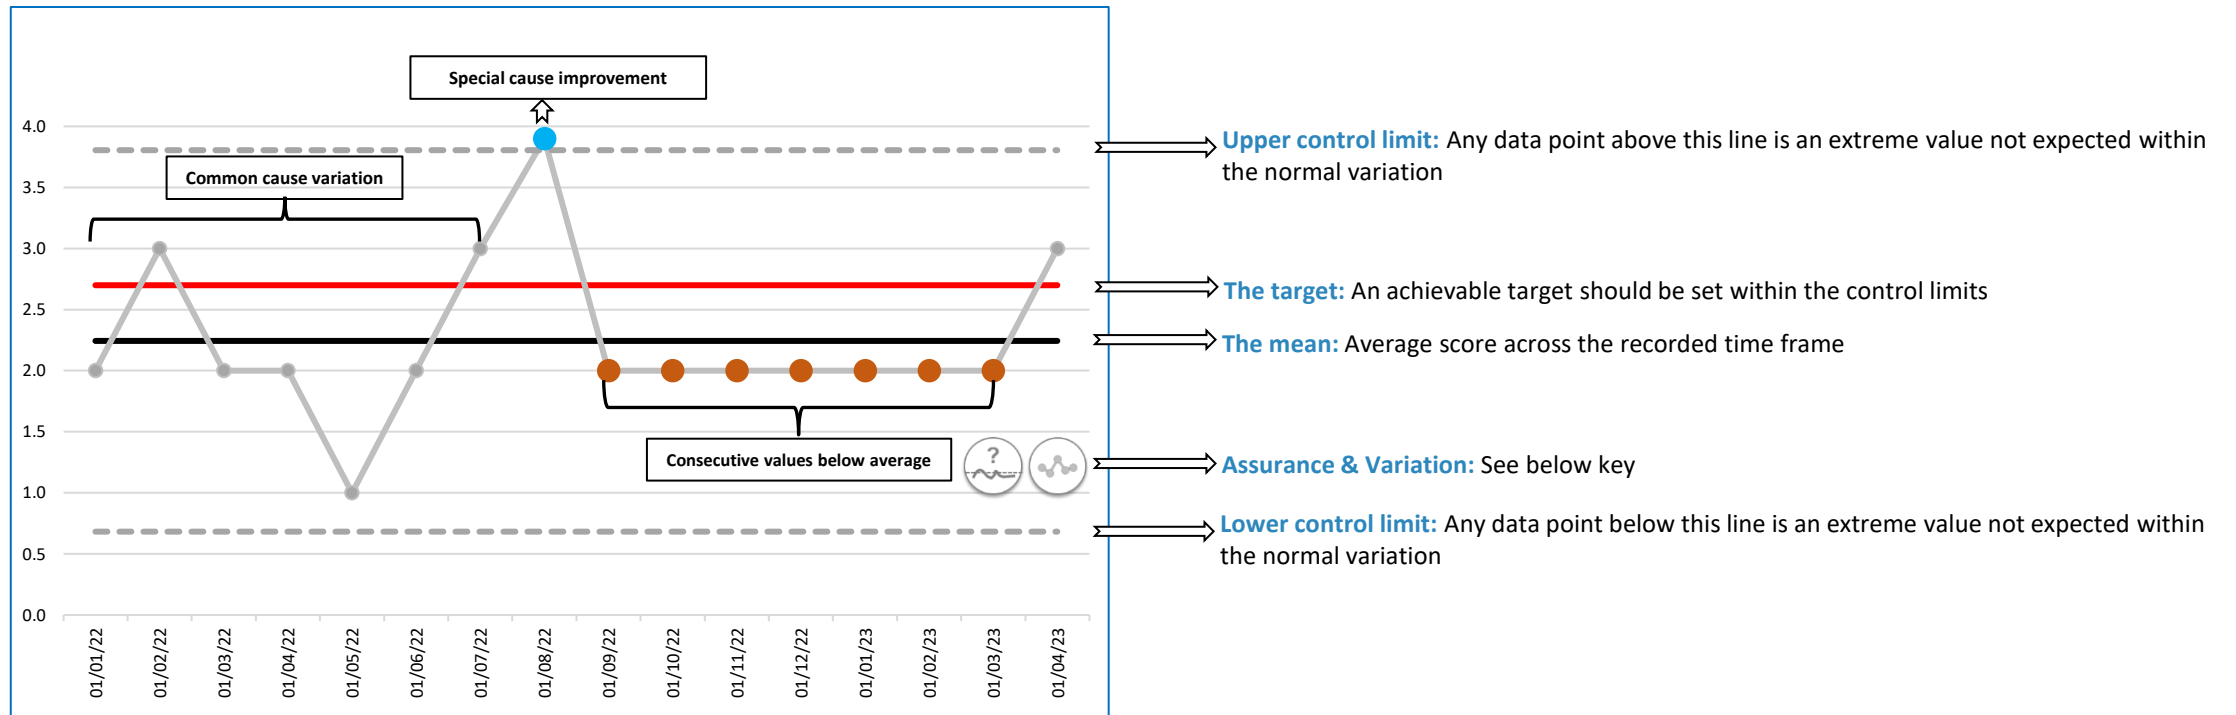 Special cause improvement
4.0
Upper control limit: Any data point above this line is an extreme value not expected within
the normal variation
Common cause variation
3.5
3.0
The target: An achievable target should be set within the control limits
2.5
The mean: Average score across the recorded time frame
2.0
1.5
Consecutive values below average
?
Assurance & Variation: See below key
1.0
Lower control limit: Any data point below this line is an extreme value not expected within
the normal variation
0.5
0.0
01/01/22
01/02/22
01/03/22
01/04/22
01/05/22
01/06/22
01/07/22
01/08/22
01/09/22
01/10/22
01/11/22
01/12/22
01/01/23
01/02/23
01/03/23
01/04/23